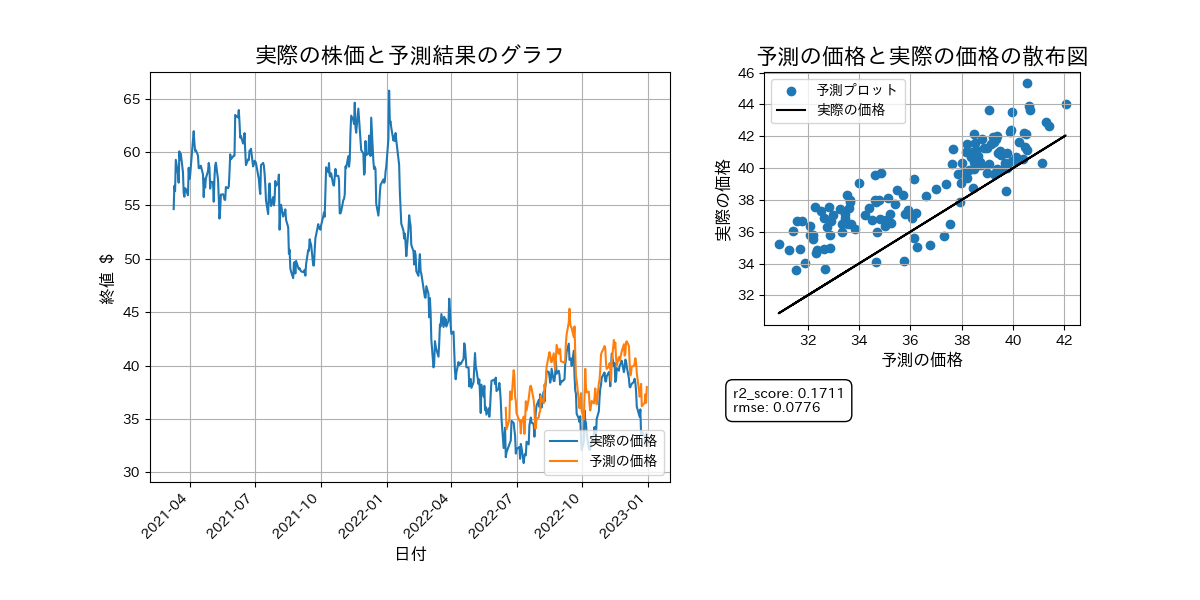 実際の株価と予測結果のグラフ
終値 $
65
60
55
50
45
40
35
30
実際の価格
予測の価格
2021-04
2021-07
2021-10
2022-01
2022-04
2022-07
2022-10
2023-01
日付
予測の価格と実際の価格の散布図
実際の価格
46
44
42
40
38
36
34
32
予測プロット
実際の価格
32
34
36
38
40
42
予測の価格
r2_score: 0.1711
rmse: 0.0776